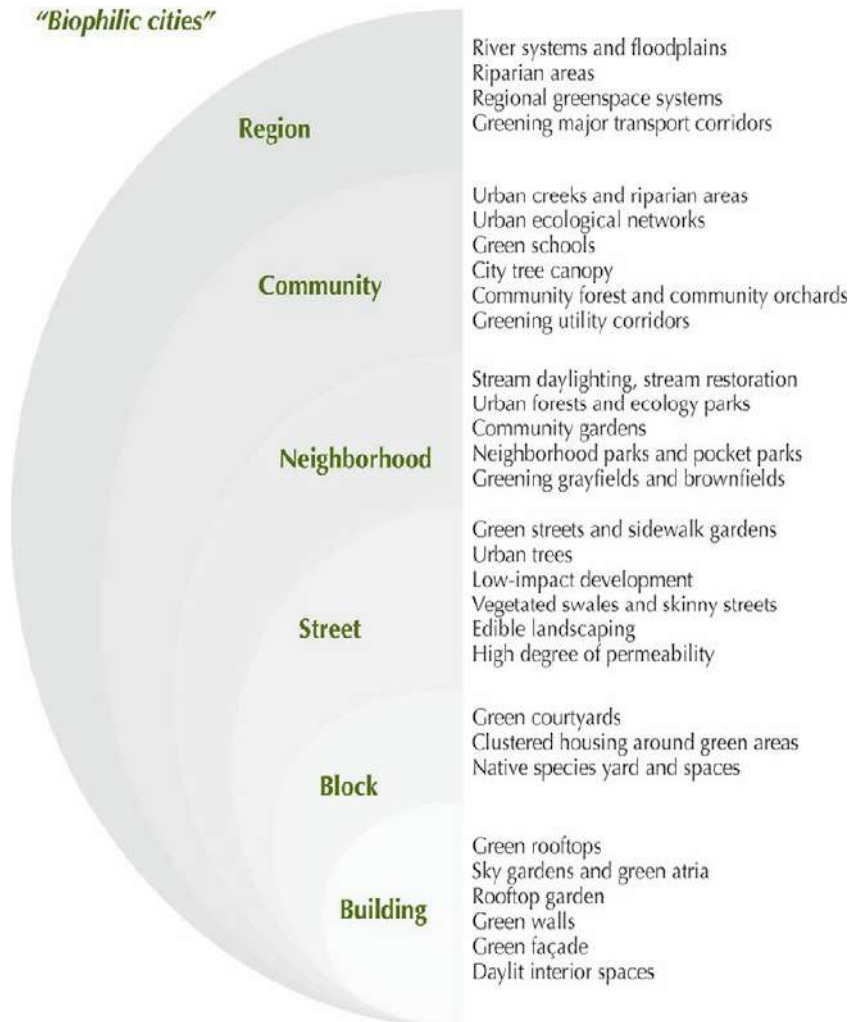 “Biophilic cities”
Region
River systems and floodplains
Riparian areas
Regional greenspace systems
Greening major transport corridors
Community
Urban creeks and riparian areas
Urban ecological networks
Green schools
City tree canopy
Community forest and community orchards
Greening utility corridors
Neighborhood
Stream daylighting, stream restoration
Urban forests and ecology parks
Community gardens
Neighborhood parks and pocket parks
Greening grayfields and brownfields
Street
Green streets and sidewalk gardens
Urban trees
Low-impact development
Vegetated swales and skinny streets
Edible landscaping
High degree of permeability
Block
Green courtyards
Clustered housing around green areas
Native species yard and spaces
Building
Green rooftops
Sky gardens and green atria
Rooftop garden
Green walls
Green façade
Daylit interior spaces